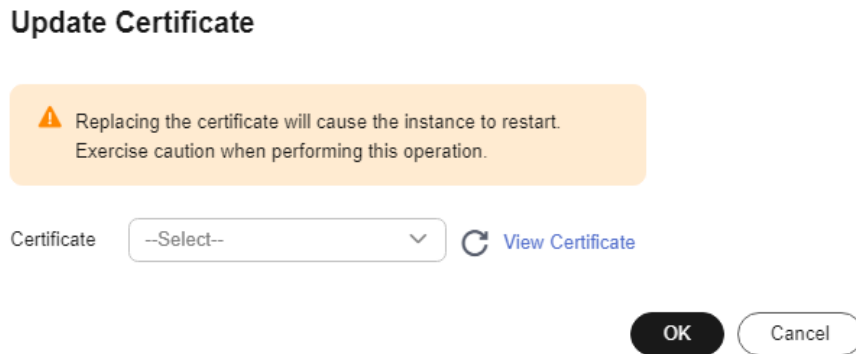 Update Certificate
Replacing the certificate will cause the instance to restart.
Exercise caution when performing this operation.
Certificate --Select-- View Certificate
OK Cancel